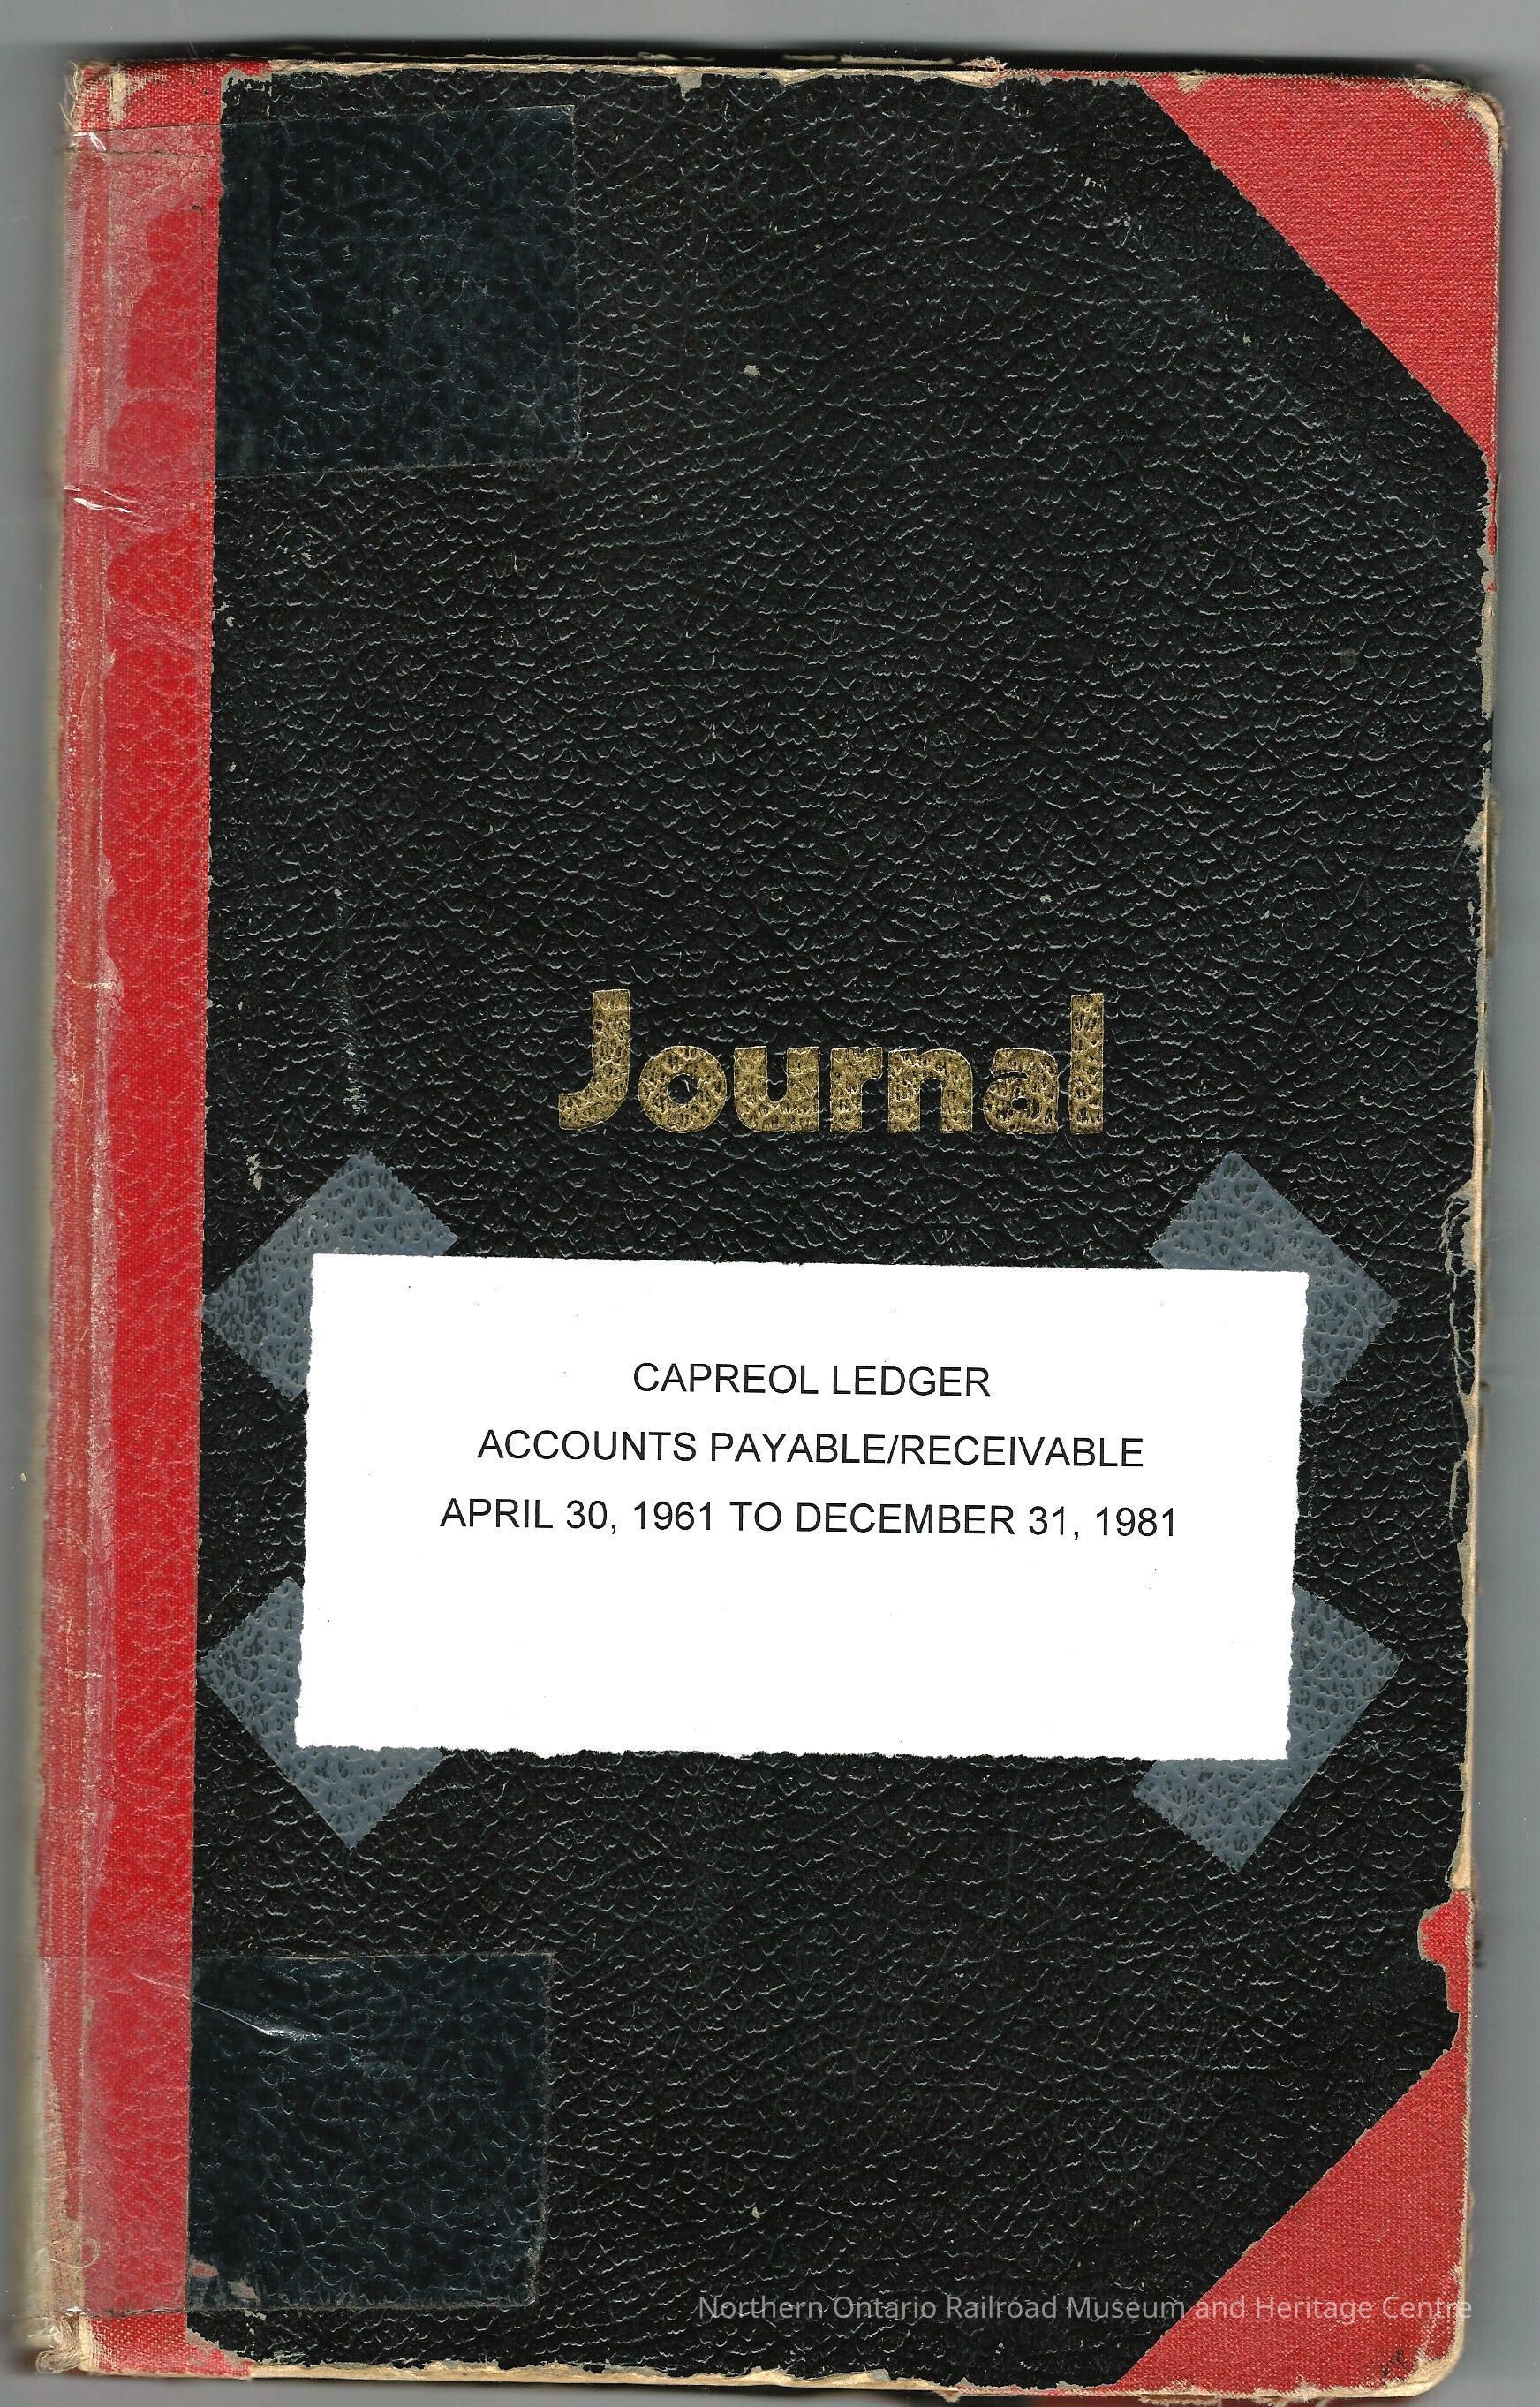 Journal
CAPREOL LEDGER
ACCOUNTS PAYABLE/RECEIVABLE
APRIL 30, 1961 TO DECEMBER 31, 1981
Northern Ontario Railroad Museum and Heritage Centre